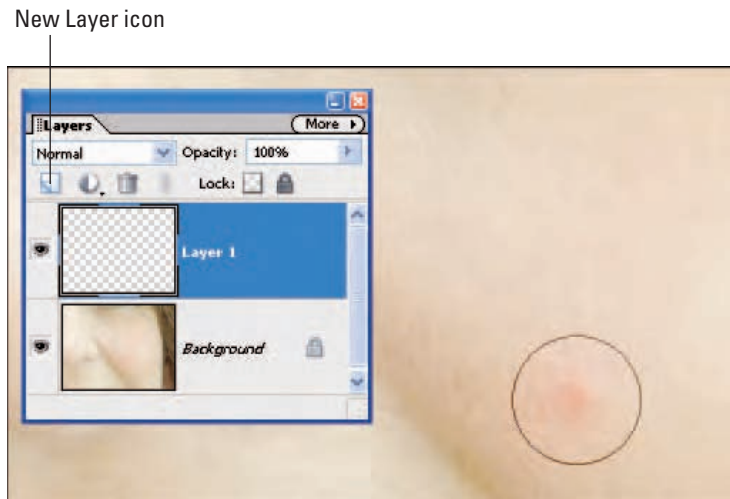 New Layer icon
Layers
More
Normal
Opacity: 100%
Lock:
Layer 1
Background